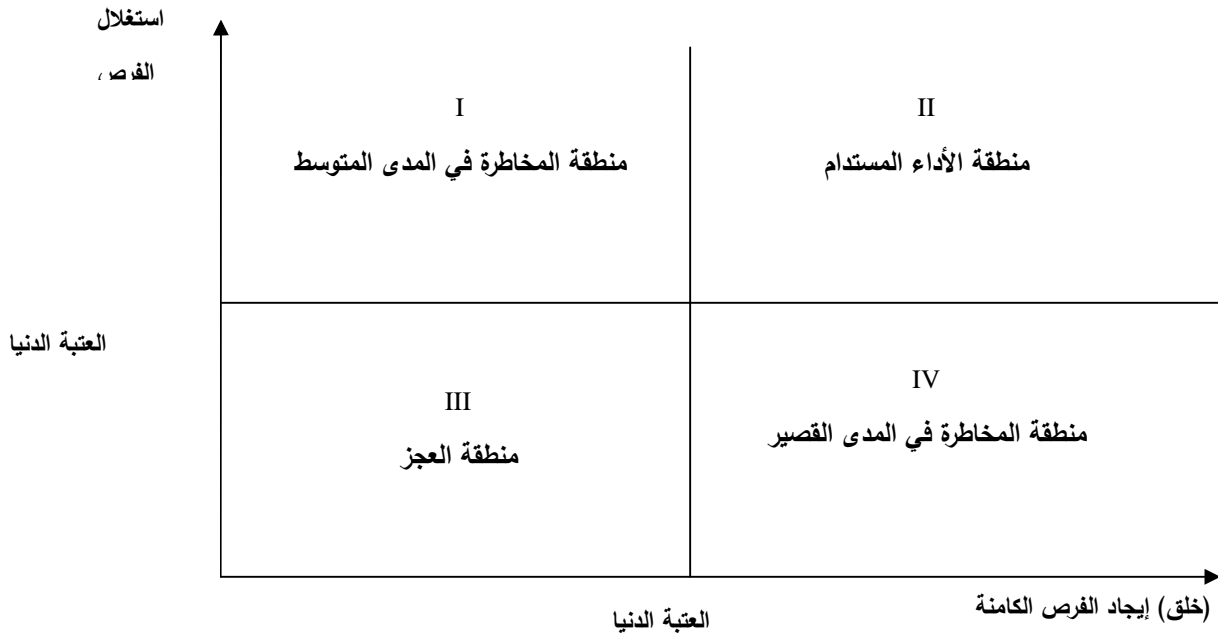 استغلال
الفرص
I
منطقة المخاطرة في المدى المتوسط
II
منطقة الأداء المستدام
العتبة الدنيا
III
منطقة العجز
IV
منطقة المخاطرة في المدى القصير
(خلق) إيجاد الفرص الكامنة
العتبة الدنيا